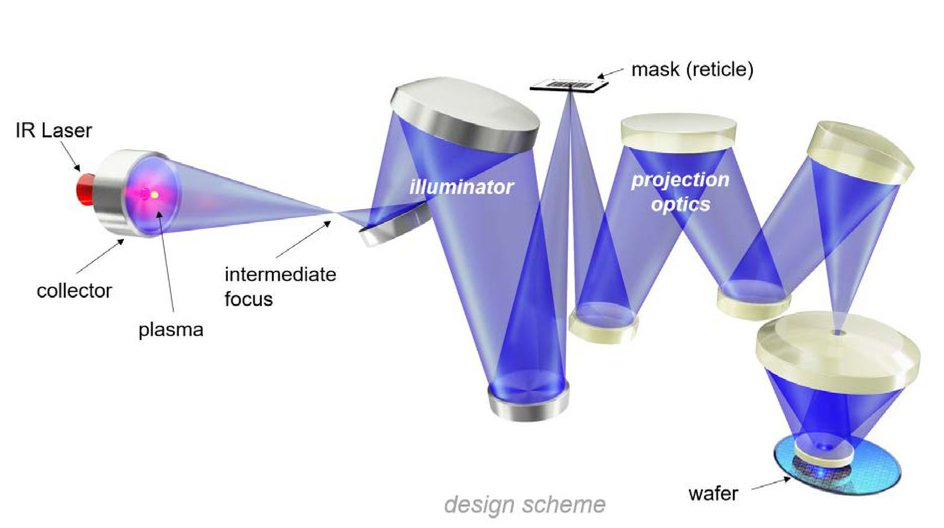 mask (reticle)
IR Laser
illuminator
projection
optics
intermediate
focus
collector
plasma
wafer
design scheme